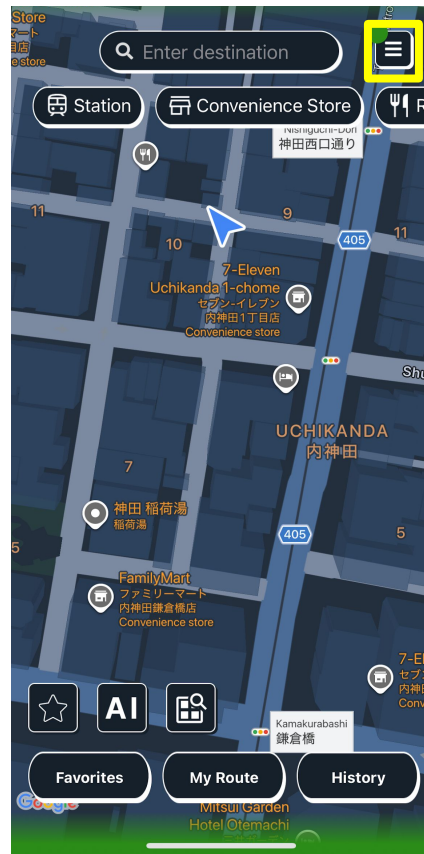 Store
マート
目店
e store
Enter destination
Station
Convenience Store
R
Nishiguchi-Dori
神田西口通り
11
9
10
405
11
7-Eleven
Uchikanda 1-chome
セブン-イレブン
内神田1丁目店
Convenience store
Shu
UCHIKANDA
内神田
7
神田 稲荷湯
稲荷湯
405
5
5
FamilyMart
ファミリーマート
内神田鎌倉橋店
Convenience store
7-El
セブ
内神
Conv
AI
Kamakurabashi
鎌倉橋
Favorites
My Route
History
Google
Mitsui Garden
Hotel Otemachi